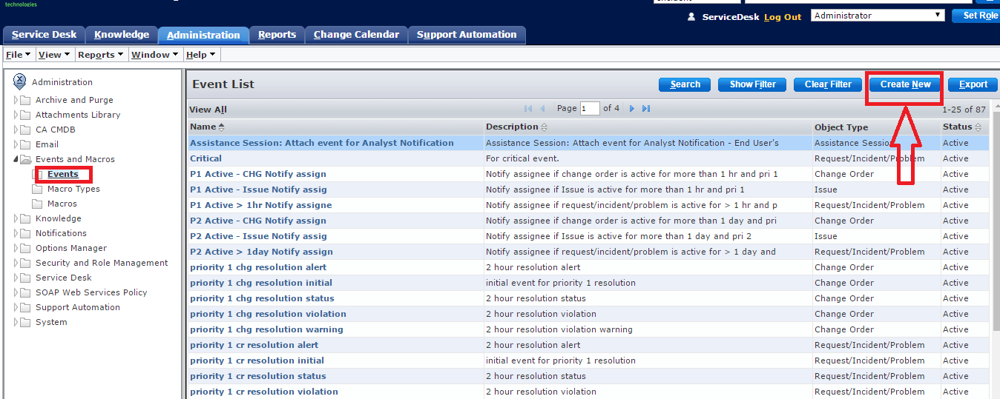 technologies
Incident
ServiceDesk Log Out Administrator Set Role
Service Desk Knowledge Administration Reports Change Calendar Support Automation
File View Reports Window Help
Administration
Archive and Purge
Attachments Library
CA CMDB
Email
Events and Macros
Events
Macro Types
Macros
Knowledge
Notifications
Options Manager
Security and Role Management
Service Desk
SOAP Web Services Policy
Support Automation
System
Event List Search Show Filter Clear Filter Create New Export
View All Page 1 of 4 1-25 of 87
Name Description Object Type Status
Assistance Session: Attach event for Analyst Notification Assistance Session: Attach event for Analyst Notification - End User's Assistance Session Active
Critical For critical event. Request/Incident/Problem Active
P1 Active - CHG Notify assign Notify assignee if change order is active for more than 1 hr and pri 1 Change Order Active
P1 Active - Issue Notify assig Notify assignee if Issue is active for more than 1 hr and pri 1 Issue Active
P1 Active > 1hr Notify assigne Notify assignee if request/incident/problem is active for > 1 hr and p Request/Incident/Problem Active
P2 Active - CHG Notify assign Notify assignee if change order is active for more than 1 day and pri Change Order Active
P2 Active - Issue Notify assig Notify assignee if Issue is active for more than 1 day and pri 2 Issue Active
P2 Active > 1day Notify assign Notify assignee if request/incident/problem is active for > 1 day and Request/Incident/Problem Active
priority 1 chg resolution alert 2 hour resolution alert Change Order Active
priority 1 chg resolution initial initial event for priority 1 resolution Change Order Active
priority 1 chg resolution status 2 hour resolution status Change Order Active
priority 1 chg resolution violation 2 hour resolution violation Change Order Active
priority 1 chg resolution warning 2 hour resolution violation warning Change Order Active
priority 1 cr resolution alert 2 hour resolution alert Request/Incident/Problem Active
priority 1 cr resolution initial initial event for priority 1 resolution Request/Incident/Problem Active
priority 1 cr resolution status 2 hour resolution status Request/Incident/Problem Active
priority 1 cr resolution violation 2 hour resolution violation Request/Incident/Problem Active